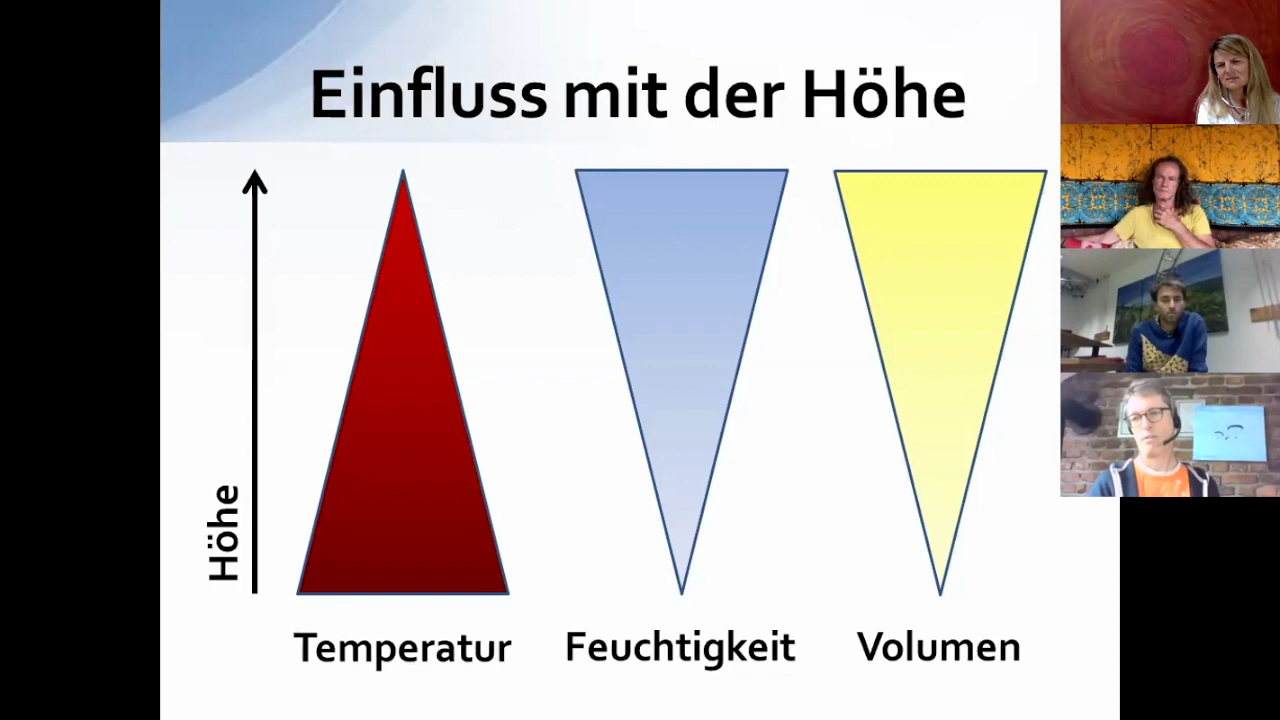 Einfluss mit der Höhe
Höhe
Temperatur
Feuchtigkeit
Volumen